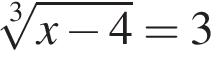 ∛(x − 4) = 3